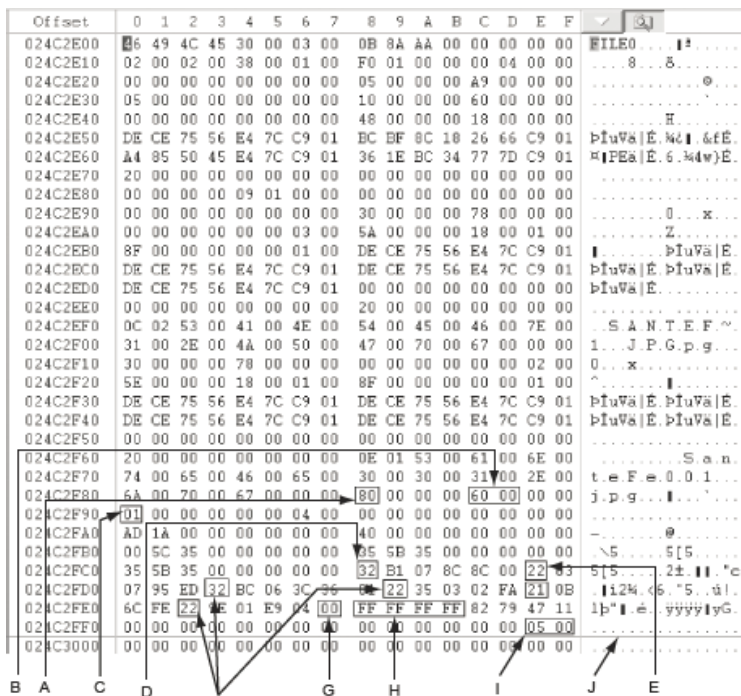 Offset 0 1 2 3 4 5 6 7 8 9 A B C D E F
024C2E00 46 49 4C 45 30 00 03 00 0B 8A AA 00 00 00 00 00 FILE0
024C2E10 02 00 02 00 38 00 01 00 F0 01 00 00 00 04 00 00 ....8...
024C2E20 00 00 00 00 00 00 00 00 05 00 00 00 A9 00 00 00 ............©...
024C2E30 05 00 00 00 00 00 00 00 10 00 00 00 60 00 00 00 ............`...
024C2E40 00 00 00 00 00 00 00 00 48 00 00 00 18 00 00 00 ........H.......
024C2E50 DE CE 75 56 E4 7C C9 01 BC BF 8C 18 26 66 C9 01 ÞÎuVä|É.¼¿▮.&fÉ.
024C2E60 A4 85 50 45 E4 7C C9 01 36 1E BC 34 77 7D C9 01 ¤▮PEä|É.6.¼4w}É.
024C2E70 20 00 00 00 00 00 00 00 00 00 00 00 00 00 00 00 ...............
024C2E80 00 00 00 00 09 01 00 00 00 00 00 00 00 00 00 00 ................
024C2E90 00 00 00 00 00 00 00 00 30 00 00 00 78 00 00 00 ........0...x...
024C2EA0 00 00 00 00 00 00 03 00 5A 00 00 00 18 00 01 00 ........Z.......
024C2EB0 8F 00 00 00 00 00 01 00 DE CE 75 56 E4 7C C9 01 ▮.......ÞÎuVä|É.
024C2EC0 DE CE 75 56 E4 7C C9 01 DE CE 75 56 E4 7C C9 01 ÞÎuVä|É.ÞÎuVä|É.
024C2ED0 DE CE 75 56 E4 7C C9 01 00 00 00 00 00 00 00 00 ÞÎuVä|É.........
024C2EE0 00 00 00 00 00 00 00 00 20 00 00 00 00 00 00 00 ........ .......
024C2EF0 0C 02 53 00 41 00 4E 00 54 00 45 00 46 00 7E 00 ..S.A.N.T.E.F.~.
024C2F00 31 00 2E 00 4A 00 50 00 47 00 70 00 67 00 00 00 1...J.P.G.p.g...
024C2F10 30 00 00 00 78 00 00 00 00 00 00 00 00 00 02 00 0...x...........
024C2F20 5E 00 00 00 18 00 01 00 8F 00 00 00 00 00 01 00 ^.......▮.......
024C2F30 DE CE 75 56 E4 7C C9 01 DE CE 75 56 E4 7C C9 01 ÞÎuVä|É.ÞÎuVä|É.
024C2F40 DE CE 75 56 E4 7C C9 01 DE CE 75 56 E4 7C C9 01 ÞÎuVä|É.ÞÎuVä|É.
024C2F50 00 00 00 00 00 00 00 00 00 00 00 00 00 00 00 00 ................
024C2F60 20 00 00 00 00 00 00 00 0E 01 53 00 61 00 6E 00 ..........S.a.n.
024C2F70 74 00 65 00 46 00 65 00 30 00 30 00 31 00 2E 00 t.e.F.e.0.0.1...
024C2F80 6A 00 70 00 67 00 00 00 80 00 00 00 60 00 00 00 j.p.g...▮...`...
024C2F90 01 00 00 00 00 00 04 00 00 00 00 00 00 00 00 00 ................
024C2FA0 AD 1A 00 00 00 00 00 00 40 00 00 00 00 00 00 00 -.......@.......
024C2FB0 00 5C 35 00 00 00 00 00 35 5B 35 00 00 00 00 00 .\5.....5[5.....
024C2FC0 35 5B 35 00 00 00 00 00 32 B1 07 8C 8C 00 22 83 5[5.....2±.▮▮."
024C2FD0 07 95 ED 32 BC 06 3C 22 35 03 02 FA 21 0B
024C2FE0 6C FE 22 01 E9 04 00 FF FF FF FF 82 79 47 11 lþ"▮.é..ÿÿÿÿ▮yG.
024C2FF0 00 00 00 00 00 00 00 00 00 00 00 00 00 00 05 00 ................
024C3000 00 00 00 00 00 00 00 00 00 00 00 00 00 00 00 00 ................
B A C D G H I J E